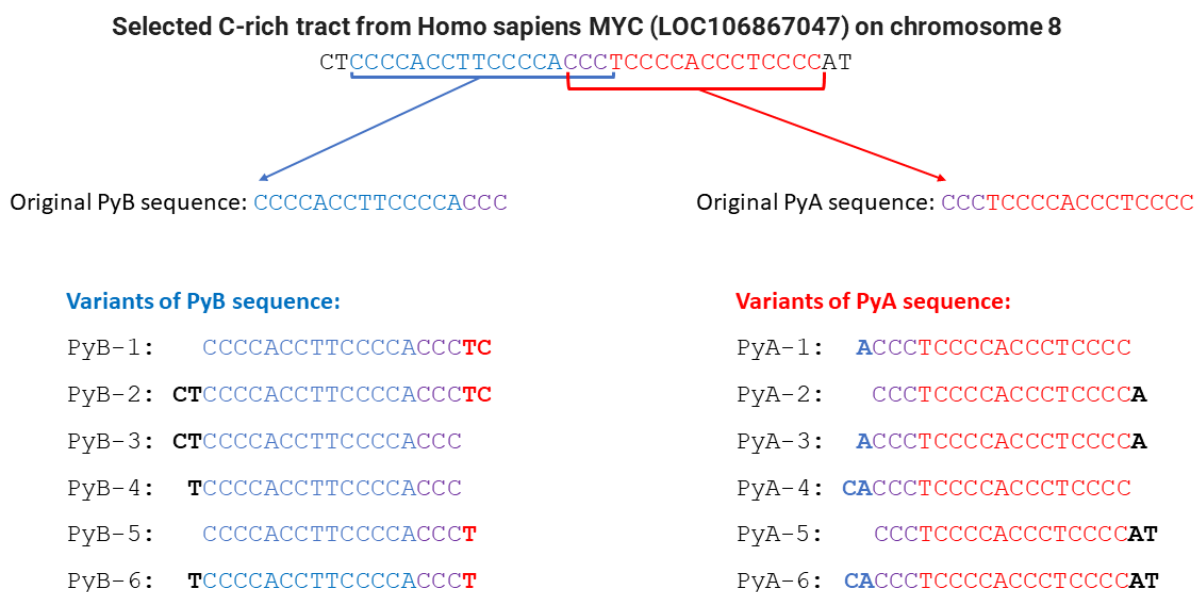 Selected C-rich tract from Homo sapiens MYC (LOC106867047) on chromosome 8
CTCCCCACCTTCCCCACCCTCCCCACCCTCCCCAT
Original PyB sequence: CCCCACCTTCCCCACCC
Original PyA sequence: CCCTCCCCACCCTCCCC
Variants of PyB sequence:
PyB-1: CCCCACCTTCCCCACCCTC
PyB-2: CTCCCCACCTTCCCCACCCTC
PyB-3: CTCCCCACCTTCCCCACCC
PyB-4: TCCCCACCTTCCCCACCC
PyB-5: CCCCACCTTCCCCACCCT
PyB-6: TCCCCACCTTCCCCACCCT
Variants of PyA sequence:
PyA-1: ACCCTCCCCACCCTCCCC
PyA-2: CCCTCCCCACCCTCCCCA
PyA-3: ACCCTCCCCACCCTCCCCA
PyA-4: CACCCTCCCCACCCTCCCC
PyA-5: CCCTCCCCACCCTCCCCAT
PyA-6: CACCCTCCCCACCCTCCCCAT